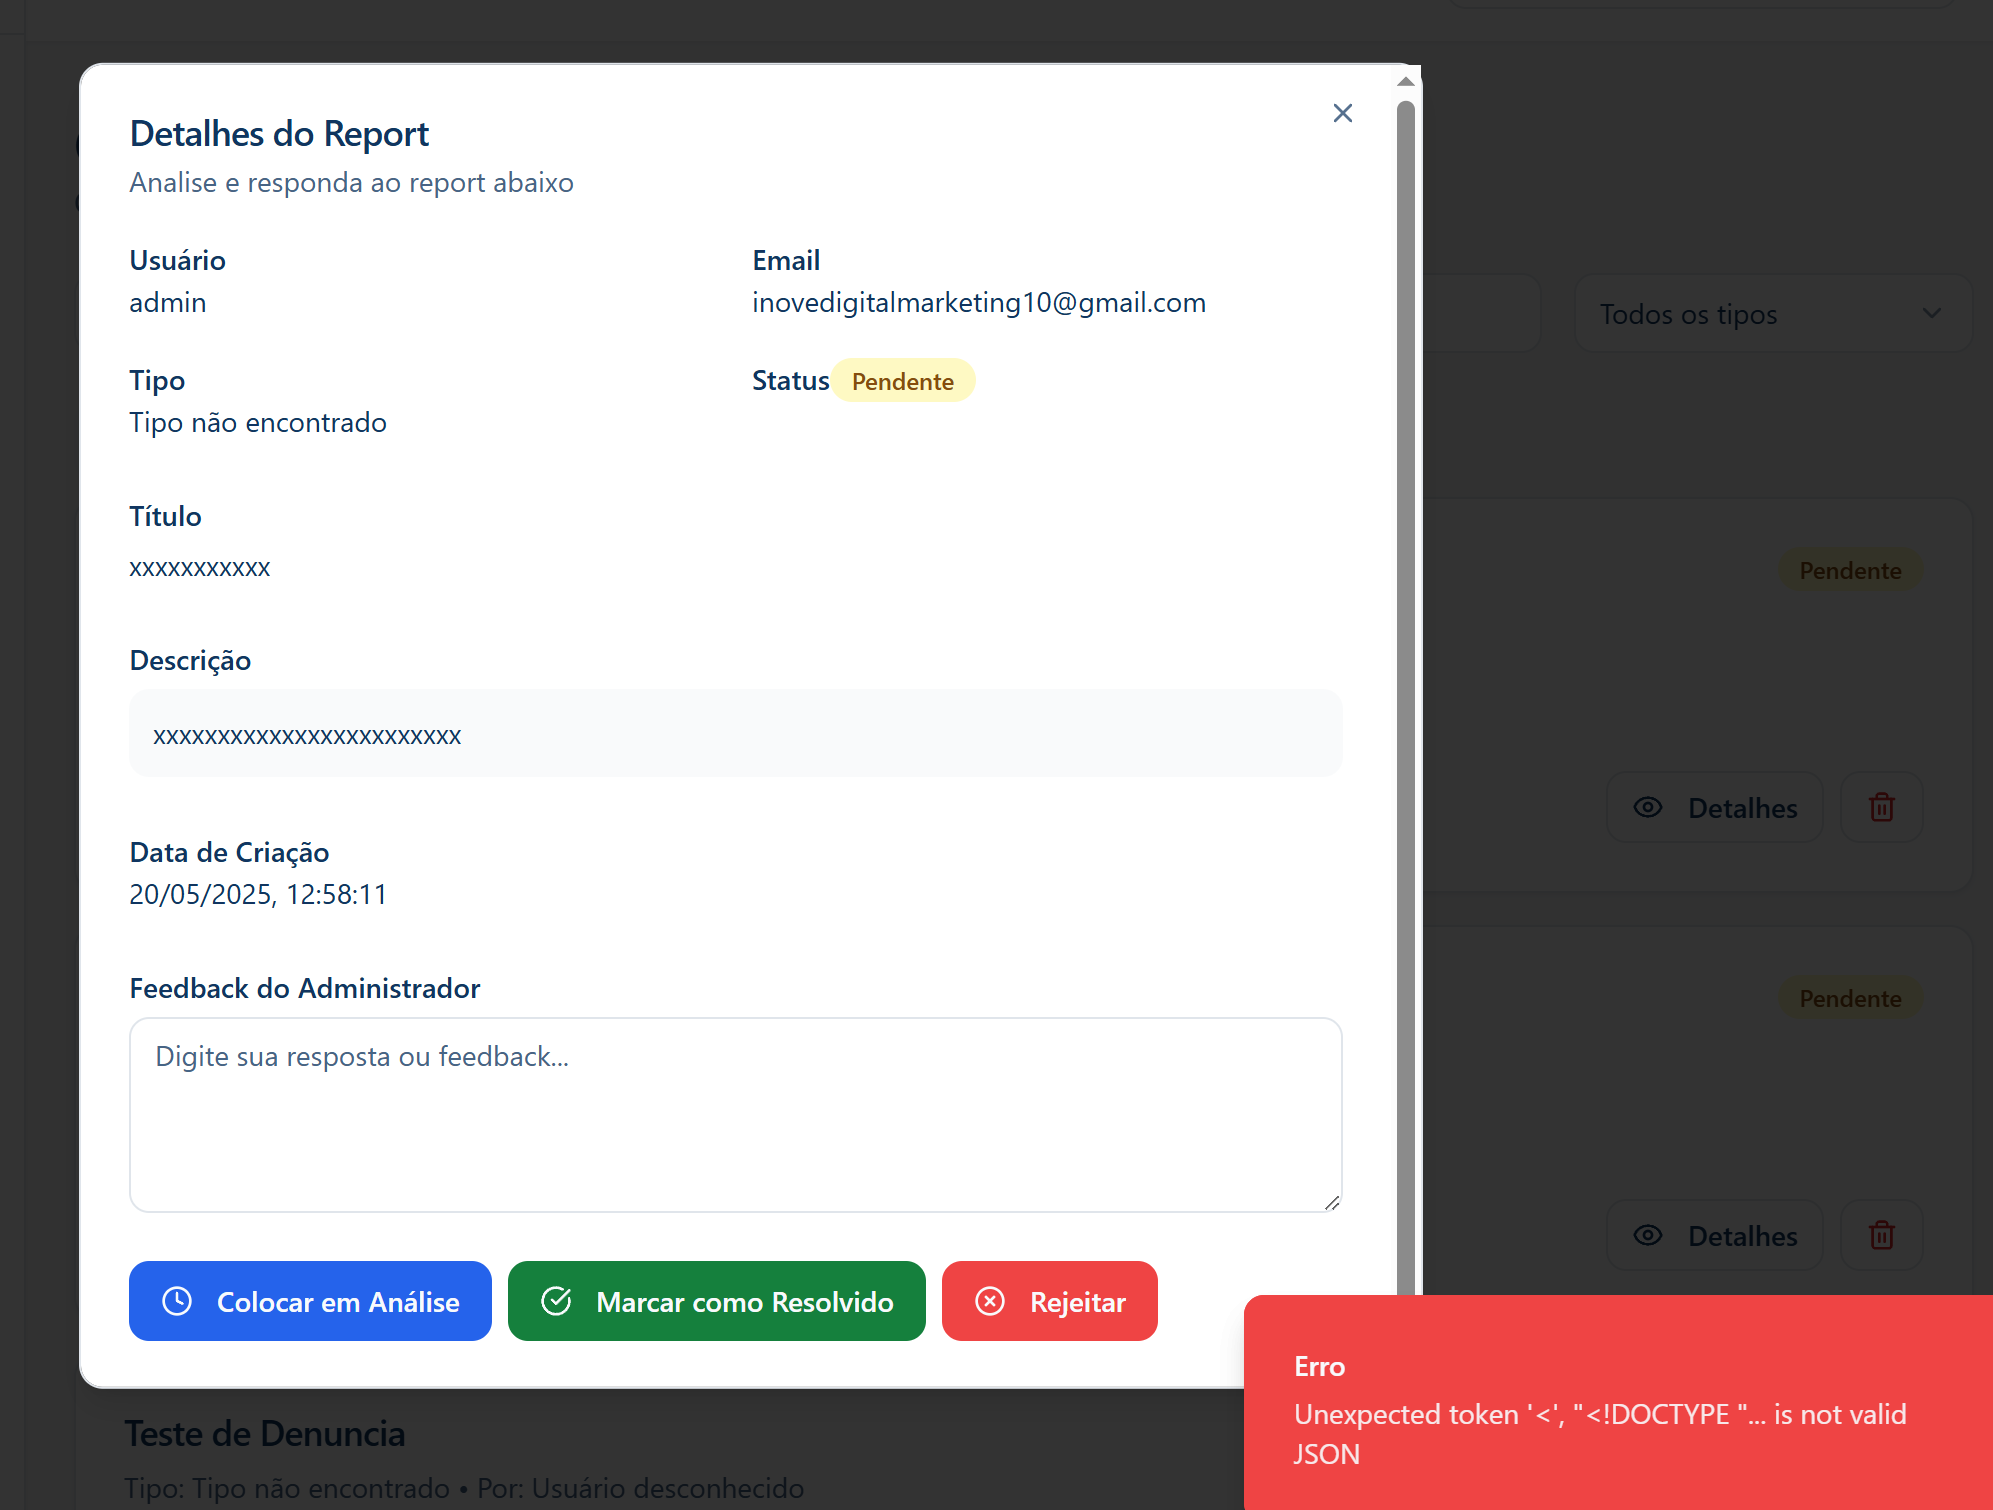 Detalhes do Report
Analise e responda ao report abaixo
Usuário
admin
Email
inovedigitalmarketing10@gmail.com
Tipo
Tipo não encontrado
Status Pendente
Título
xxxxxxxxxxx
Descrição
xxxxxxxxxxxxxxxxxxxxxxxx
Data de Criação
20/05/2025, 12:58:11
Feedback do Administrador
Digite sua resposta ou feedback...
Colocar em Análise
Marcar como Resolvido
Rejeitar
Todos os tipos
Pendente
Detalhes
Pendente
Detalhes
Teste de Denuncia
Tipo: Tipo não encontrado • Por: Usuário desconhecido
Erro
Unexpected token '<', "<!DOCTYPE "... is not valid
JSON